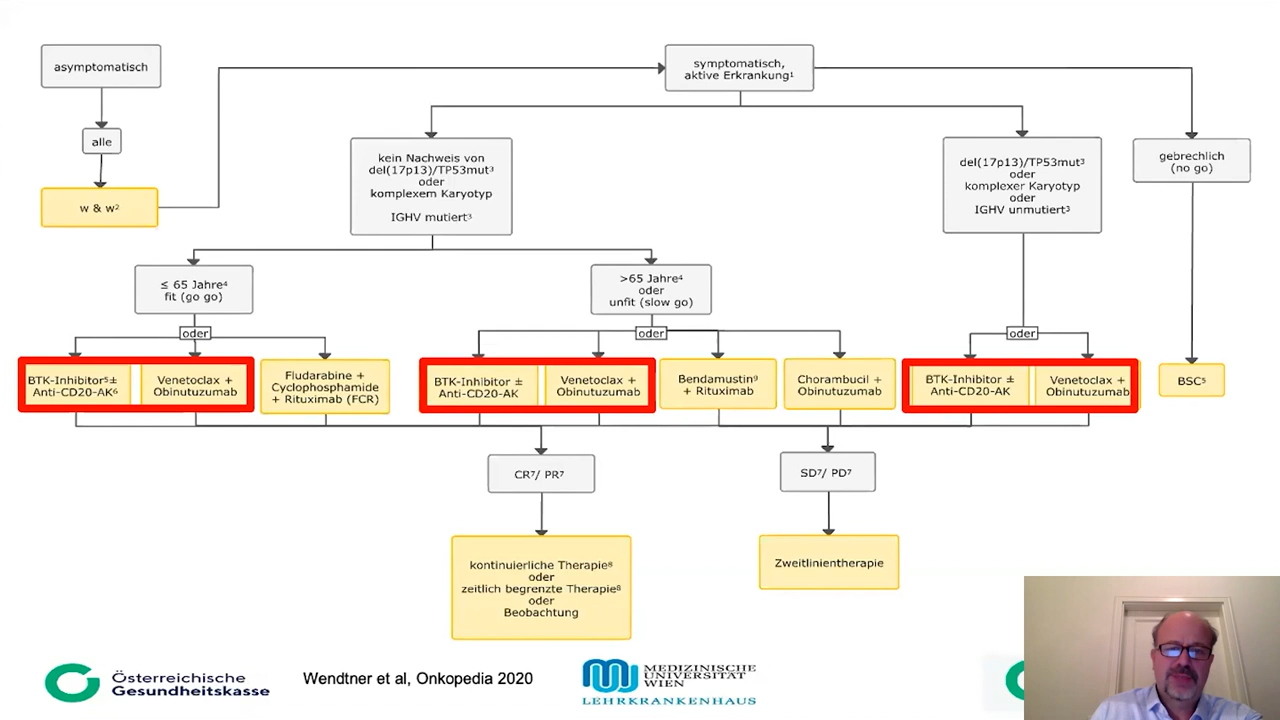 asymptomatisch
symptomatisch,
aktive Erkrankung¹
alle
w & w²
kein Nachweis von
del(17p13)/TP53mut³
oder
komplexem Karyotyp
IGHV mutiert³
del(17p13)/TP53mut³
oder
komplexer Karyotyp
oder
IGHV unmutiert³
gebrechlich
(no go)
≤ 65 Jahre⁴
fit (go go)
>65 Jahre⁴
oder
unfit (slow go)
oder
oder
oder
BTK-Inhibitor⁵±
Anti-CD20-AK⁶
Venetoclax +
Obinutuzumab
Fludarabine +
Cyclophosphamide
+ Rituximab (FCR)
BTK-Inhibitor ±
Anti-CD20-AK
Venetoclax +
Obinutuzumab
Bendamustin⁹
+ Rituximab
Chorambucil +
Obinutuzumab
BTK-Inhibitor ±
Anti-CD20-AK
Venetoclax +
Obinutuzumab
BSC⁵
CR⁷/ PR⁷
SD⁷/ PD⁷
kontinuierliche Therapie⁸
oder
zeitlich begrenzte Therapie⁸
oder
Beobachtung
Zweitlinientherapie
Österreichische
Gesundheitskasse
Wendtner et al, Onkopedia 2020
MEDIZINISCHE
UNIVERSITÄT
WIEN
LEHRKRANKENHAUS